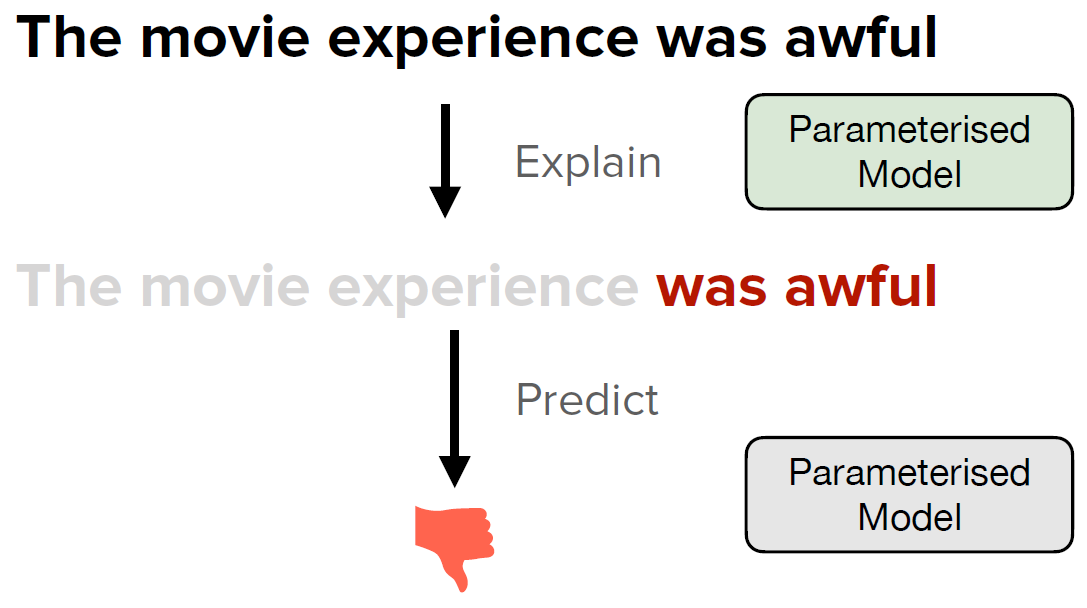 The movie experience was awful
Explain
Parameterised
Model
The movie experience was awful
Predict
Parameterised
Model